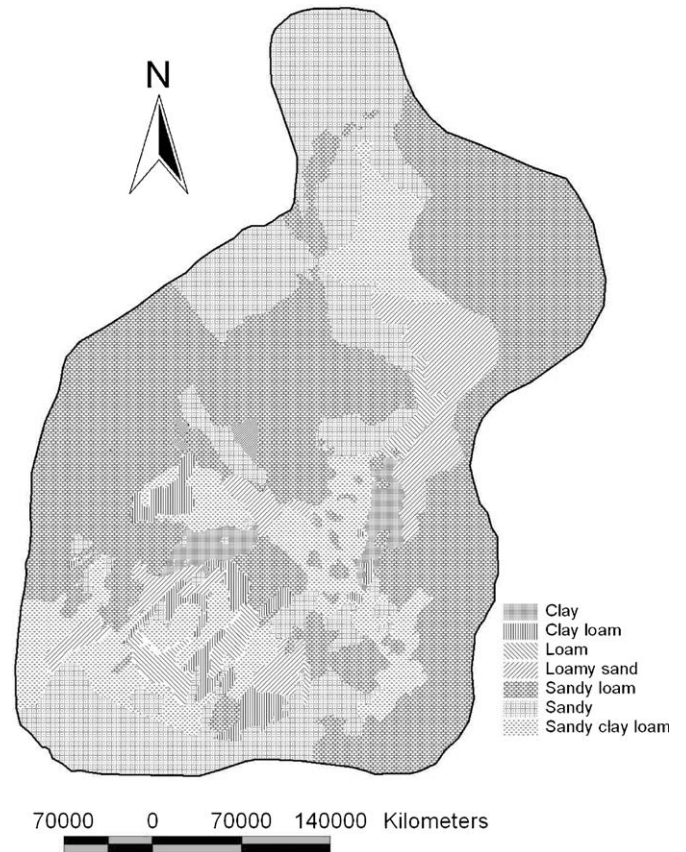 N
Clay
Clay loam
Loam
Loamy sand
Sandy loam
Sandy
Sandy clay loam
70000 0 70000 140000 Kilometers